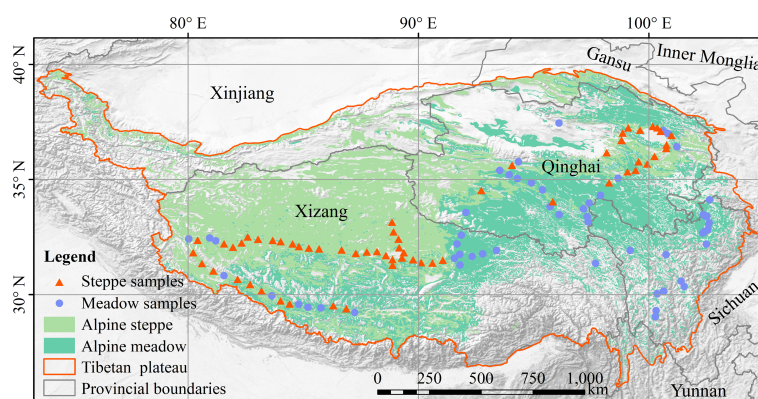 80° E 90° E 100° E
40° N
35° N
30° N
Gansu
Inner Monglia
Xinjiang
Qinghai
Xizang
Sichuan
Yunnan
Legend
Steppe samples
Meadow samples
Alpine steppe
Alpine meadow
Tibetan plateau
Provincial boundaries
0 250 500 1,000
km